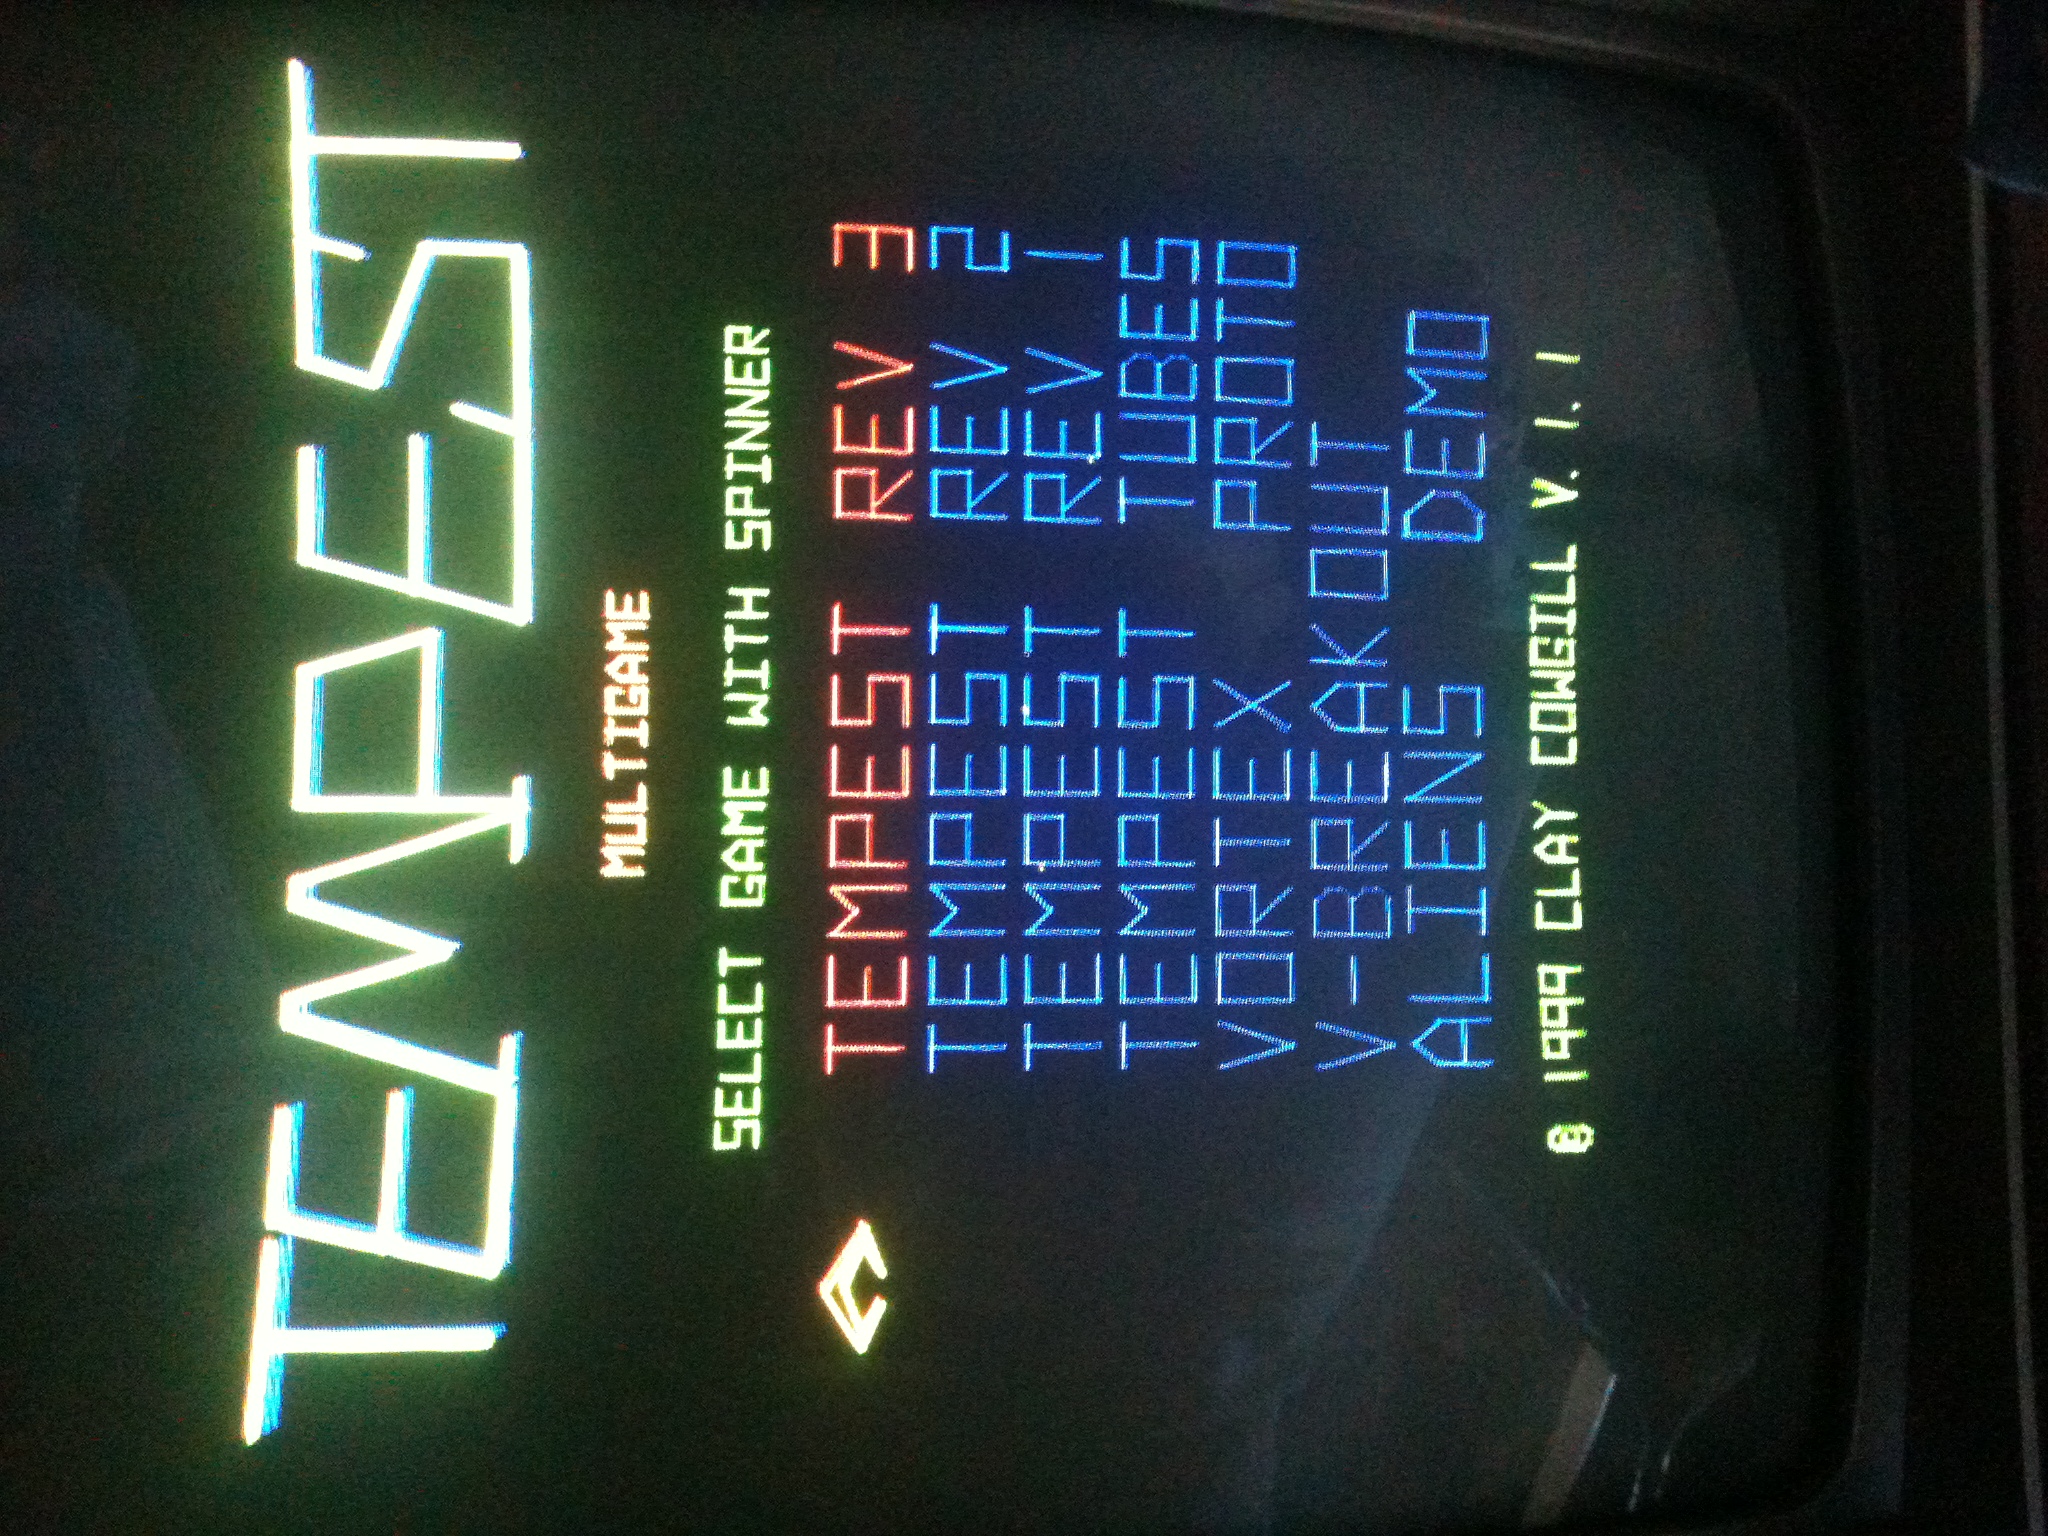 TEMPEST
MULTIGAME
SELECT GAME WITH SPINNER
TEMPEST REV 3
TEMPEST REV 2
TEMPEST REV 1
TEMPEST TUBES
VORTEX PROTO
V-BREAKOUT
ALIENS DEMO
© 1999 CLAY COWGILL V. 1. 1